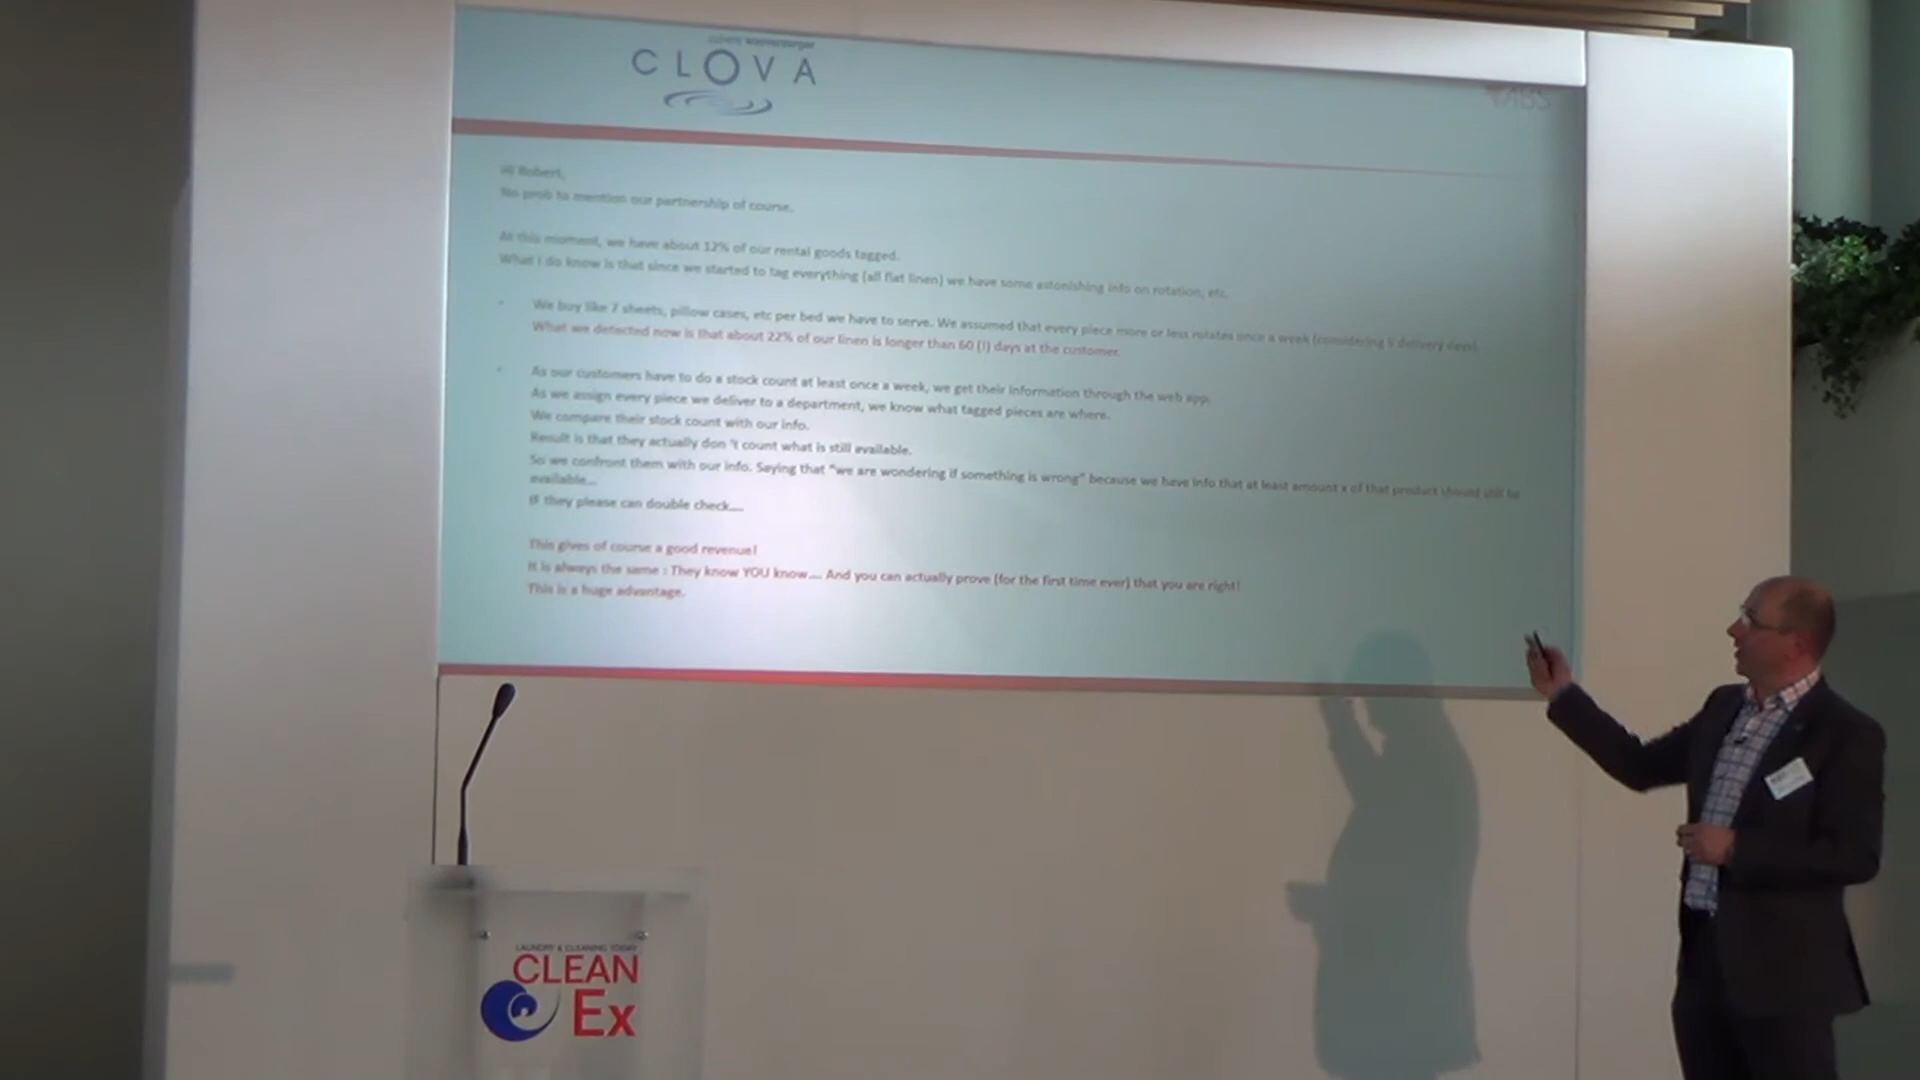 CLOVA
ABS
Hi Robert,
No prob to mention our partnership of course.
At this moment, we have about 12% of our rental goods tagged.
What I do know is that since we started to tag everything (all flat linen) we have some astonishing info on rotation, etc.
We buy like 7 sheets, pillow cases, etc per bed we have to serve. We assumed that every piece more or less rotates once a week (considering 5 delivery days)
What we detected now is that about 22% of our linen is longer than 60 (!) days at the customer.
As our customers have to do a stock count at least once a week, we get their information through the web app.
As we assign every piece we deliver to a department, we know what tagged pieces are where.
We compare their stock count with our info.
Result is that they actually don 't count what is still available.
So we confront them with our info. Saying that "we are wondering if something is wrong" because we have info that at least amount x of that product should still be
available...
IF they please can double check....
This gives of course a good revenue!
It is always the same : They know YOU know.... And you can actually prove (for the first time ever) that you are right!
This is a huge advantage.
LAUNDRY & CLEANING TODAY
CLEAN
Ex